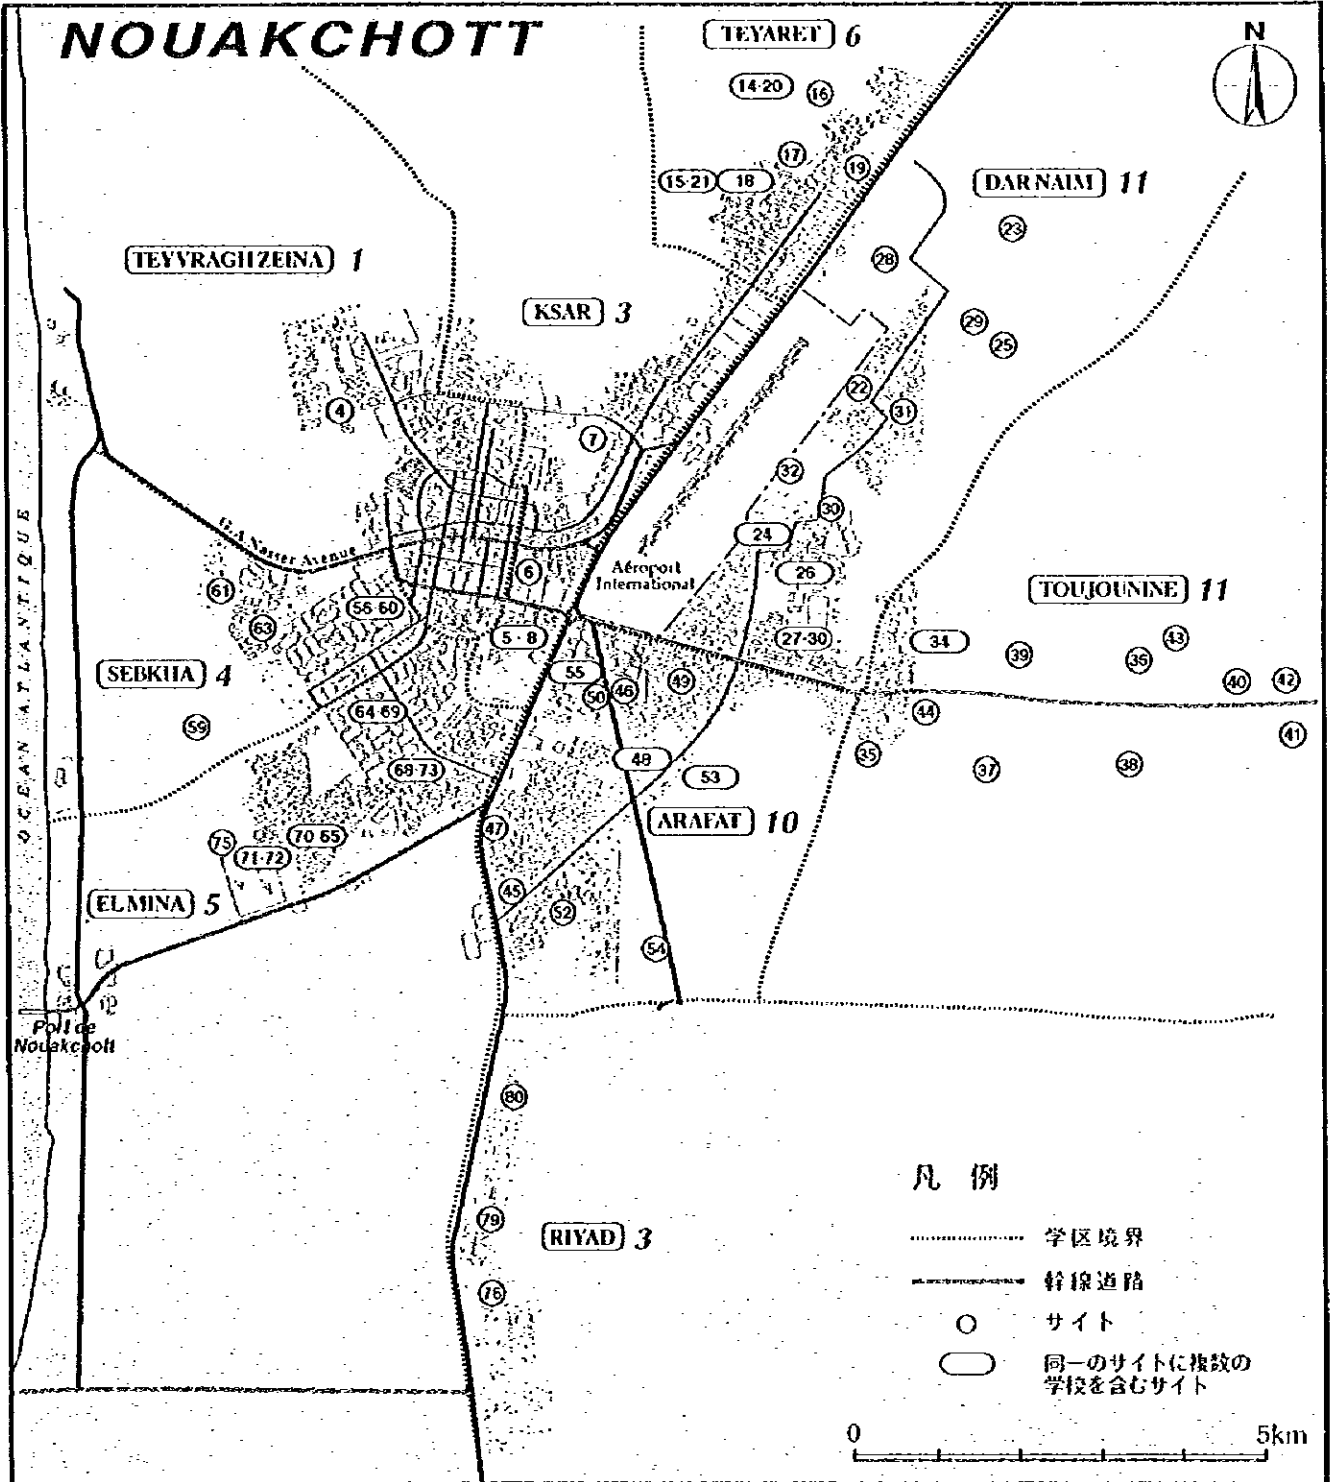 NOUAKCHOTT
TEYARET 6
N
14-20
16
17
19
15-21
18
DAR NAIM 11
23
28
TEYVRAGHZEINA 1
KSAR 3
29
25
22
31
4
7
32
30
24
G.A Nasser Avenue
OCEAN ATLANTIQUE
6
Aéroport
International
26
61
56-60
TOUJOUNINE 11
63
5-8
27-30
34
43
39
36
SEBKHA 4
55
50
46
49
40
42
64-69
44
59
41
35
48
53
37
38
68-73
47
ARAFAT 10
75
71-72
70-65
45
ELMINA 5
52
54
Port de
Nouakchott
80
凡 例
79
RIYAD 3
学区境界
幹線道路
76
サイト
同一のサイトに複数の
学校を含むサイト
0
5km